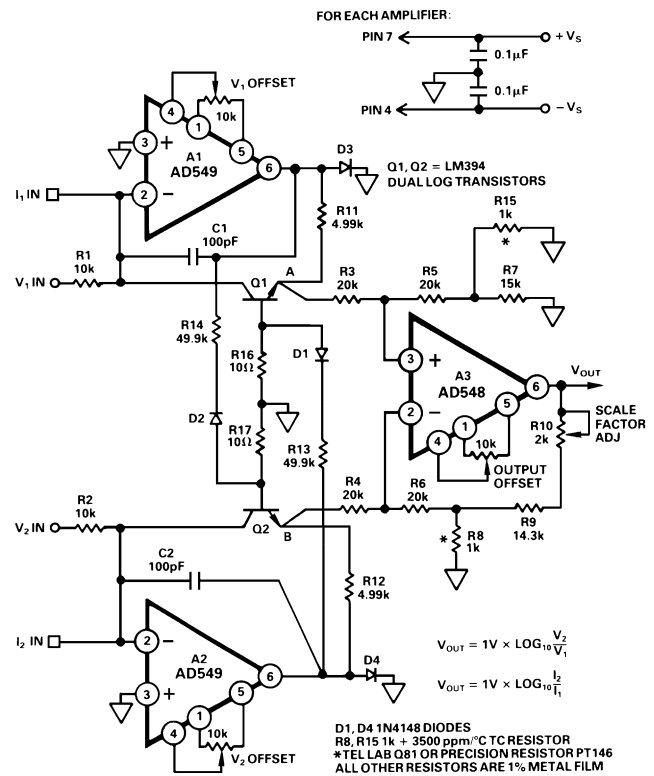 FOR EACH AMPLIFIER:
PIN 7
+VS
0.1µF
0.1µF
PIN 4
−VS
V1 OFFSET
10k
4
1
5
3
+
A1
AD549
6
2
−
D3
Q1, Q2 = LM394
DUAL LOG TRANSISTORS
I1 IN
R11
4.99k
R15
1k
*
C1
100pF
R1
10k
V1 IN
Q1
A
R3
20k
R5
20k
R7
15k
R14
49.9k
R16
10Ω
D1
3
+
A3
AD548
6
VOUT
2
−
5
1
4
10k
OUTPUT
OFFSET
SCALE
FACTOR
ADJ
R10
2k
D2
R17
10Ω
R13
49.9k
R2
10k
V2 IN
Q2
B
R4
20k
R6
20k
* R8
1k
R9
14.3k
C2
100pF
R12
4.99k
I2 IN
2
−
A2
AD549
6
3
+
5
1
4
10k
V2 OFFSET
D4
VOUT = 1V × LOG10 V2/V1
VOUT = 1V × LOG10 I2/I1
D1, D4 1N4148 DIODES
R8, R15 1k + 3500 ppm/°C TC RESISTOR
*TEL LAB Q81 OR PRECISION RESISTOR PT146
ALL OTHER RESISTORS ARE 1% METAL FILM